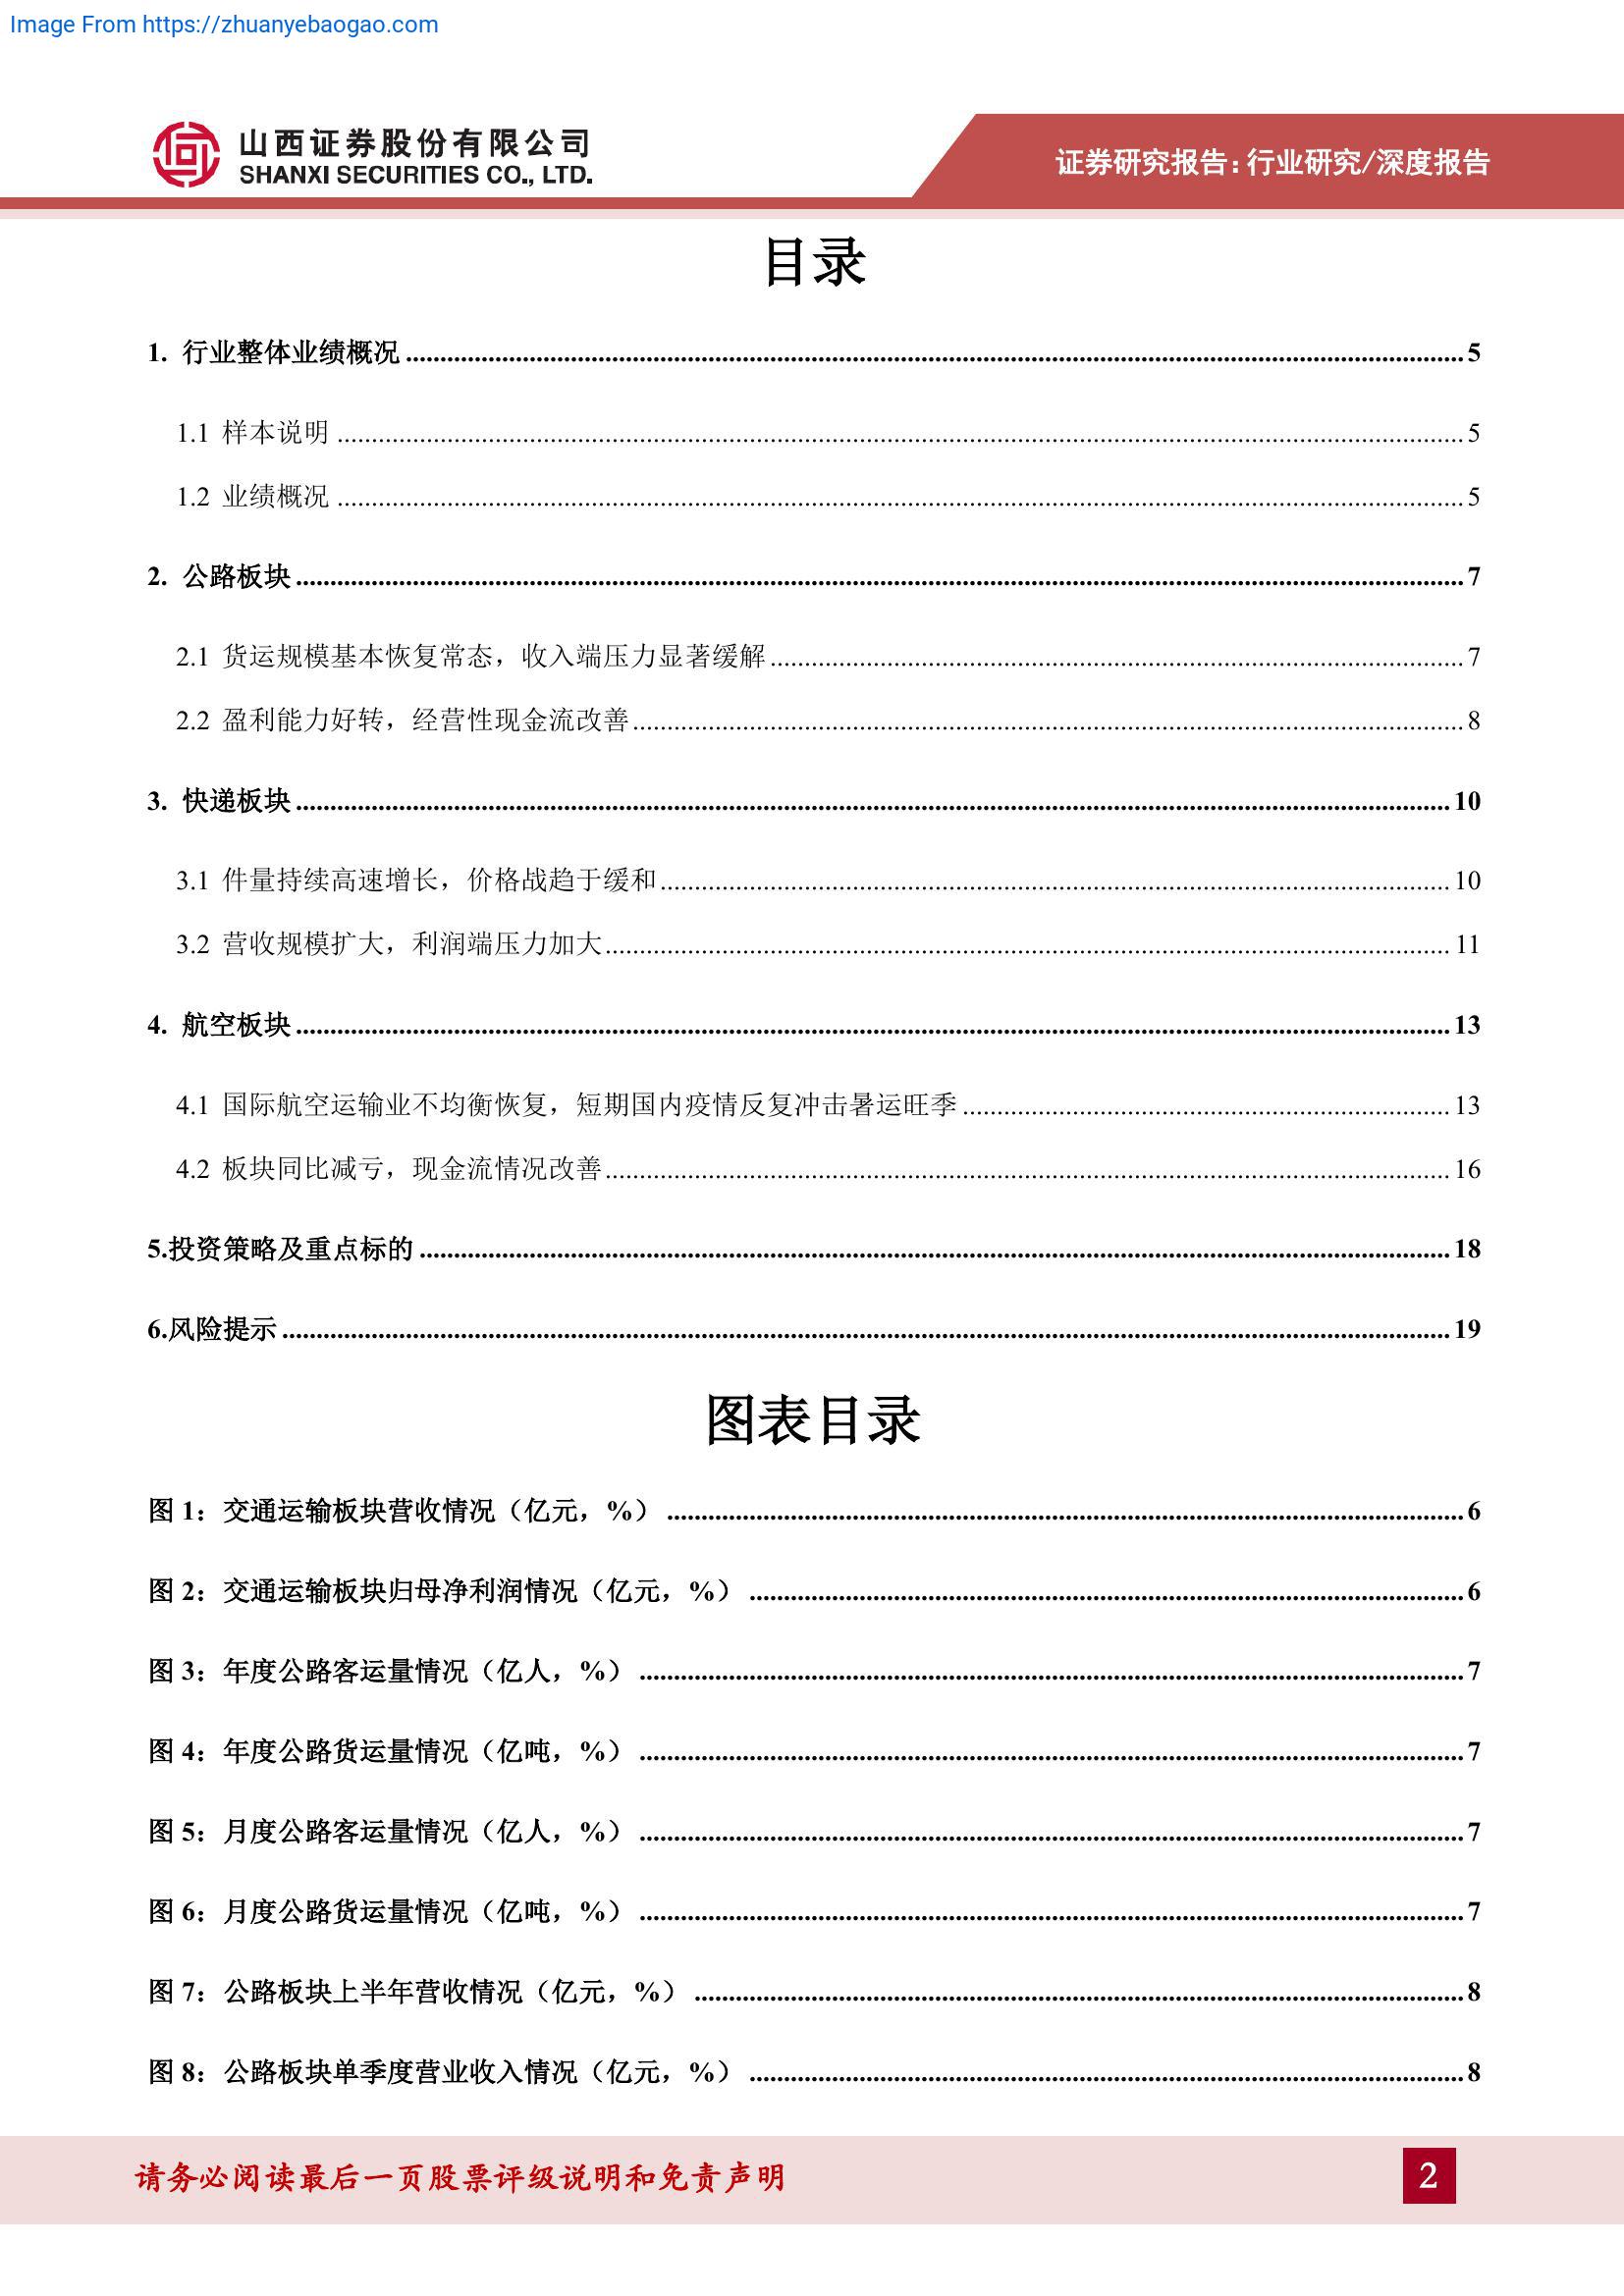 Image From https://zhuanyebaogao.com
山西证券股份有限公司
SHANXI SECURITIES CO., LTD.
证券研究报告：行业研究/深度报告
目录
1. 行业整体业绩概况 5
1.1 样本说明 5
1.2 业绩概况 5
2. 公路板块 7
2.1 货运规模基本恢复常态，收入端压力显著缓解 7
2.2 盈利能力好转，经营性现金流改善 8
3. 快递板块 10
3.1 件量持续高速增长，价格战趋于缓和 10
3.2 营收规模扩大，利润端压力加大 11
4. 航空板块 13
4.1 国际航空运输业不均衡恢复，短期国内疫情反复冲击暑运旺季 13
4.2 板块同比减亏，现金流情况改善 16
5.投资策略及重点标的 18
6.风险提示 19
图表目录
图 1：交通运输板块营收情况（亿元，%） 6
图 2：交通运输板块归母净利润情况（亿元，%） 6
图 3：年度公路客运量情况（亿人，%） 7
图 4：年度公路货运量情况（亿吨，%） 7
图 5：月度公路客运量情况（亿人，%） 7
图 6：月度公路货运量情况（亿吨，%） 7
图 7：公路板块上半年营收情况（亿元，%） 8
图 8：公路板块单季度营业收入情况（亿元，%） 8
请务必阅读最后一页股票评级说明和免责声明
2